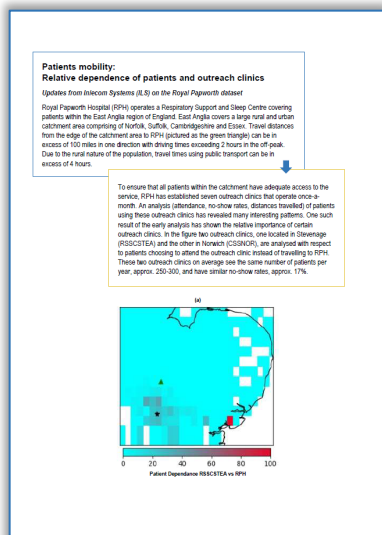 Patients mobility:
Relative dependence of patients and outreach clinics
Updates from Inlecom Systems (ILS) on the Royal Papworth dataset
Royal Papworth Hospital (RPH) operates a Respiratory Support and Sleep Centre covering
patients within the East Anglia region of England. East Anglia covers a large rural and urban
catchment area comprising of Norfolk, Suffolk, Cambridgeshire and Essex. Travel distances
from the edge of the catchment area to RPH (pictured as the green triangle) can be in
excess of 100 miles in one direction with driving times exceeding 2 hours in the off-peak.
Due to the rural nature of the population, travel times using public transport can be in
excess of 4 hours.
To ensure that all patients within the catchment have adequate access to the
service, RPH has established seven outreach clinics that operate once-a-
month. An analysis (attendance, no-show rates, distances travelled) of patients
using these outreach clinics has revealed many interesting patterns. One such
result of the early analysis has shown the relative importance of certain
outreach clinics. In the figure two outreach clinics, one located in Stevenage
(RSSCSTEA) and the other in Norwich (CSSNOR), are analysed with respect
to patients choosing to attend the outreach clinic instead of travelling to RPH.
These two outreach clinics on average see the same number of patients per
year, approx. 250-300, and have similar no-show rates, approx. 17%.
(a)
0 20 40 60 80 100
Patient Dependance RSSCSTEA vs RPH